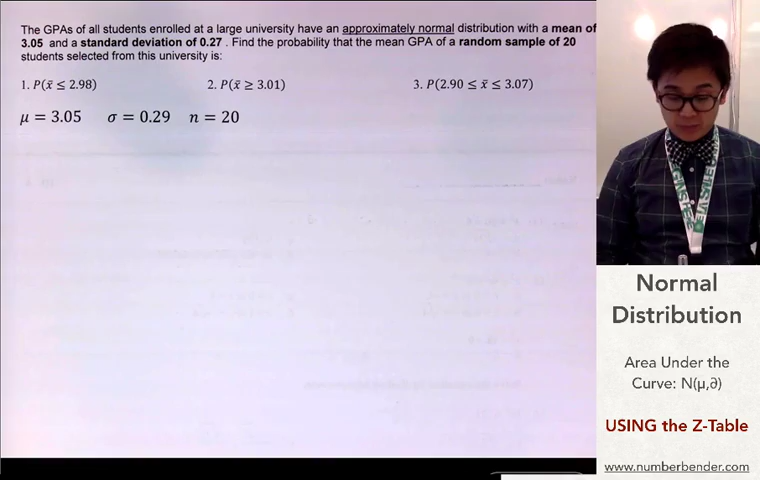 The GPAs of all students enrolled at a large university have an approximately normal distribution with a mean of
3.05 and a standard deviation of 0.27 . Find the probability that the mean GPA of a random sample of 20
students selected from this university is:
1. P(x̄ ≤ 2.98) 2. P(x̄ ≥ 3.01) 3. P(2.90 ≤ x̄ ≤ 3.07)
μ = 3.05 σ = 0.29 n = 20
Normal
Distribution
Area Under the
Curve: N(μ,∂)
USING the Z-Table
www.numberbender.com